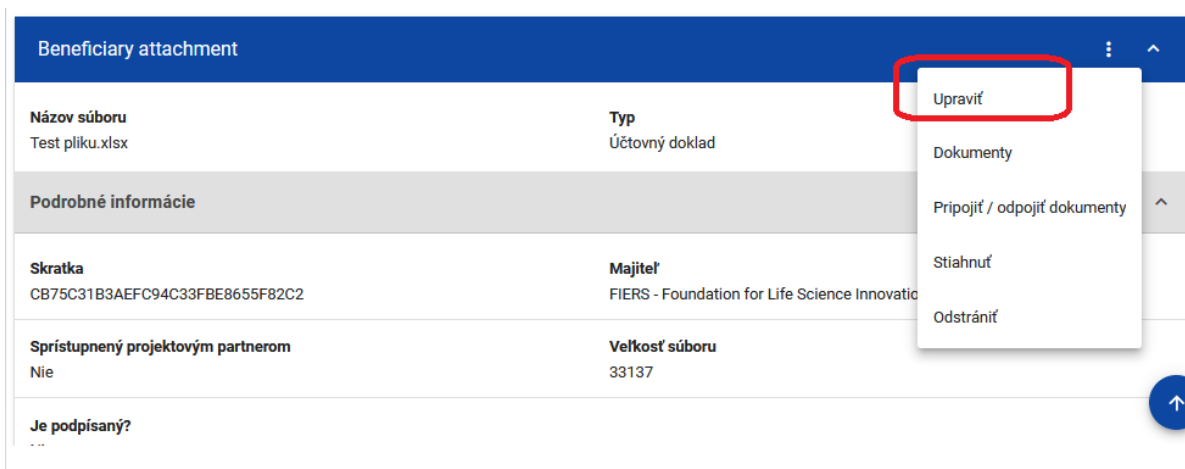 Beneficiary attachment
Upraviť
Názov súboru
Typ
Test pliku.xlsx
Účtovný doklad
Dokumenty
Podrobné informácie
Pripojiť / odpojiť dokumenty
Stiahnuť
Skratka
Majiteľ
CB75C31B3AEFC94C33FBE8655F82C2
FIERS - Foundation for Life Science
Odstrániť
Sprístupnený projektovým partnerom
Veľkosť súboru
Nie
33137
Je podpísaný?